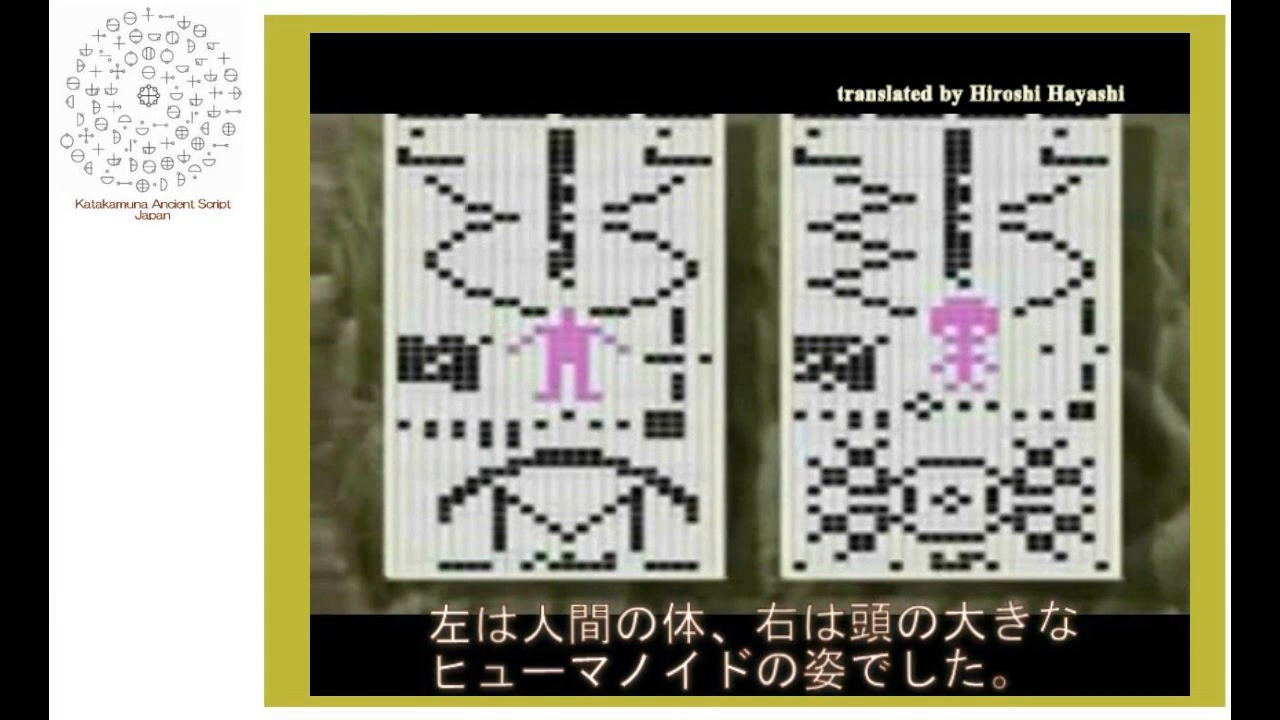 Katakamuna Ancient Script
Japan
translated by Hiroshi Hayashi
左は人間の体、右は頭の大きな
ヒューマノイドの姿でした。